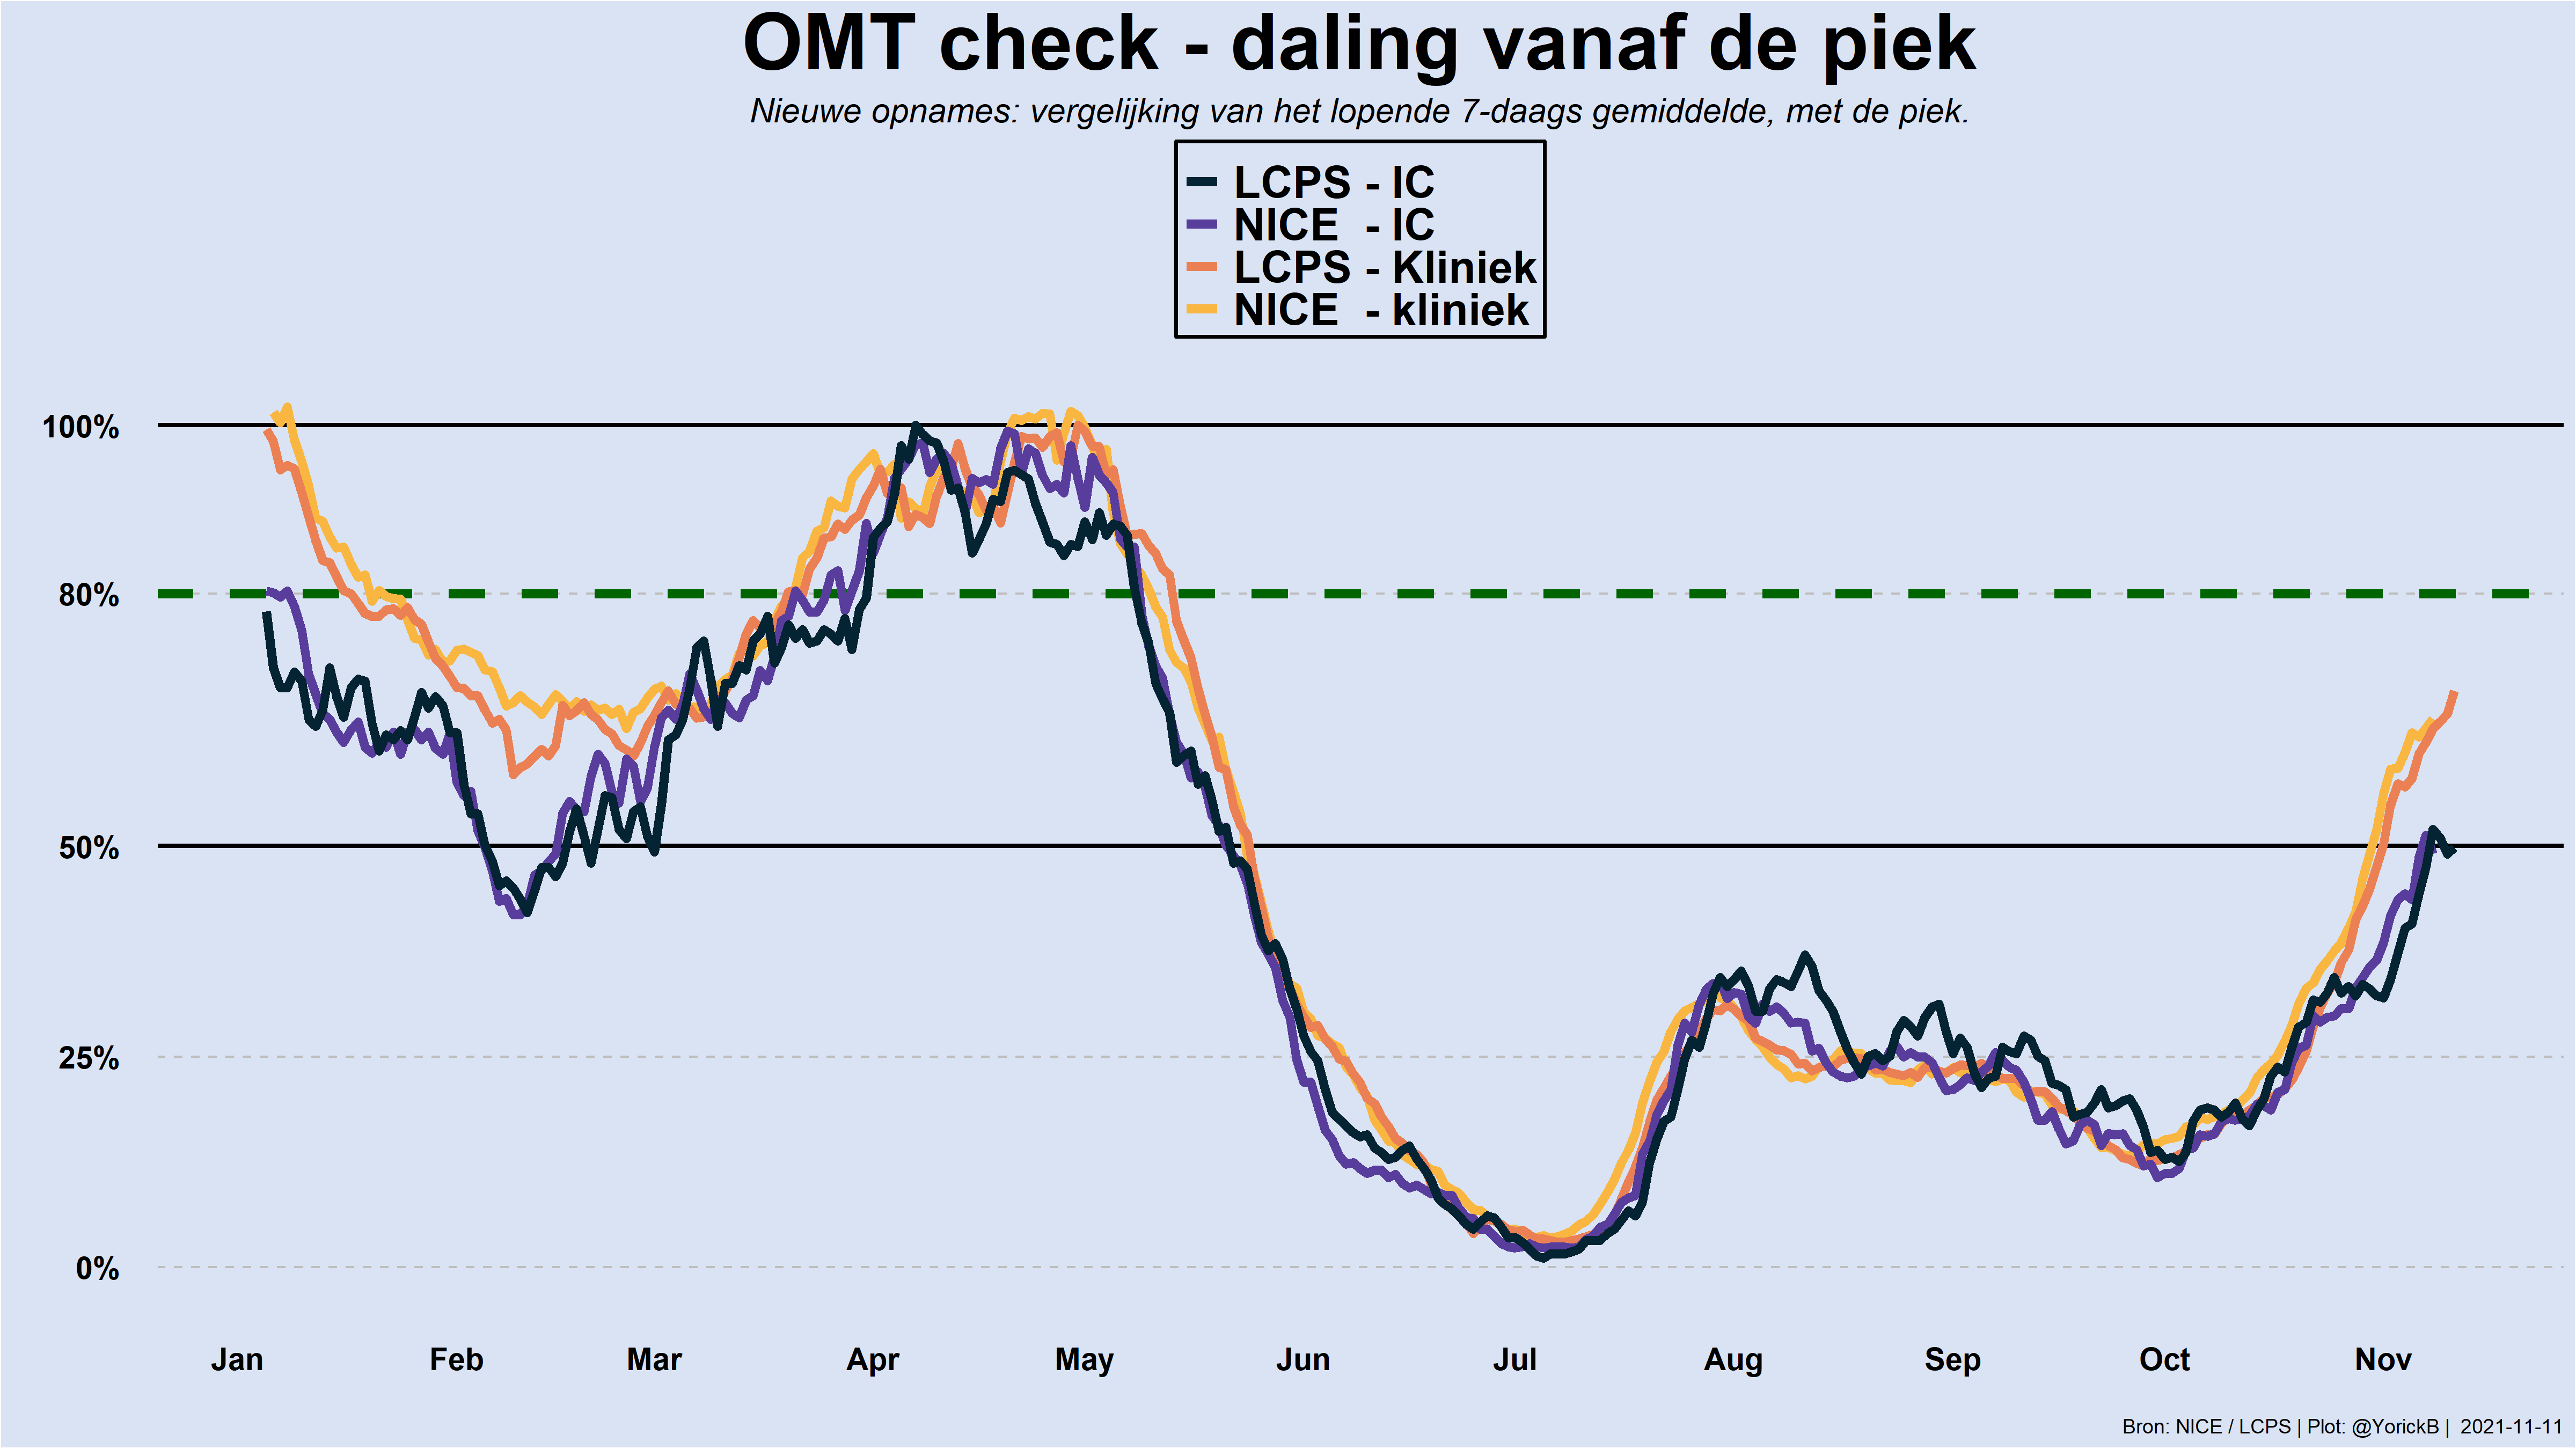 OMT check - daling vanaf de piek
Nieuwe opnames: vergelijking van het lopende 7-daags gemiddelde, met de piek.
LCPS - IC
NICE - IC
LCPS - Kliniek
NICE - kliniek
100%
80%
50%
25%
0%
Jan Feb Mar Apr May Jun Jul Aug Sep Oct Nov
Bron: NICE / LCPS | Plot: @YorickB | 2021-11-11